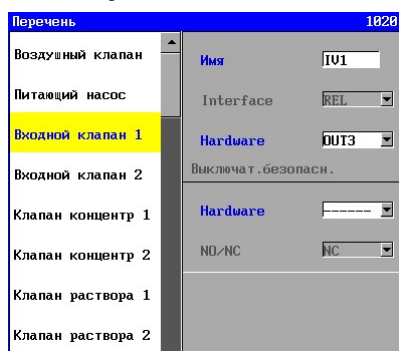 Перечень 1020
Воздушный клапан
Питающий насос
Входной клапан 1
Входной клапан 2
Клапан концентр 1
Клапан концентр 2
Клапан раствора 1
Клапан раствора 2
Имя IV1
Interface REL
Hardware OUT3
Выключат.безопасн.
Hardware ------
NO/NC NC